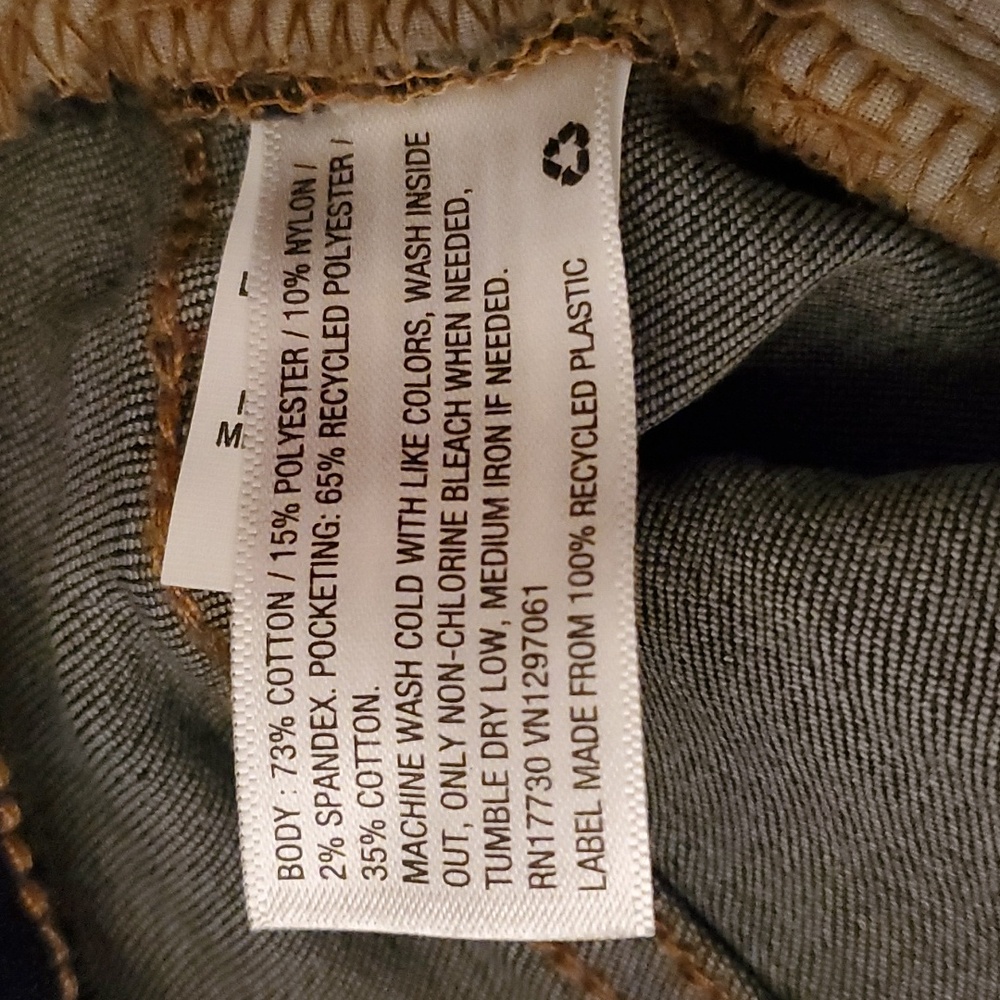 BODY : 73% COTTON / 15% POLYESTER / 10% NYLON /
2% SPANDEX. POCKETING: 65% RECYCLED POLYESTER /
35% COTTON.
MACHINE WASH COLD WITH LIKE COLORS, WASH INSIDE
OUT, ONLY NON-CHLORINE BLEACH WHEN NEEDED,
TUMBLE DRY LOW, MEDIUM IRON IF NEEDED.
RN17730 VN1297061
LABEL MADE FROM 100% RECYCLED PLASTIC